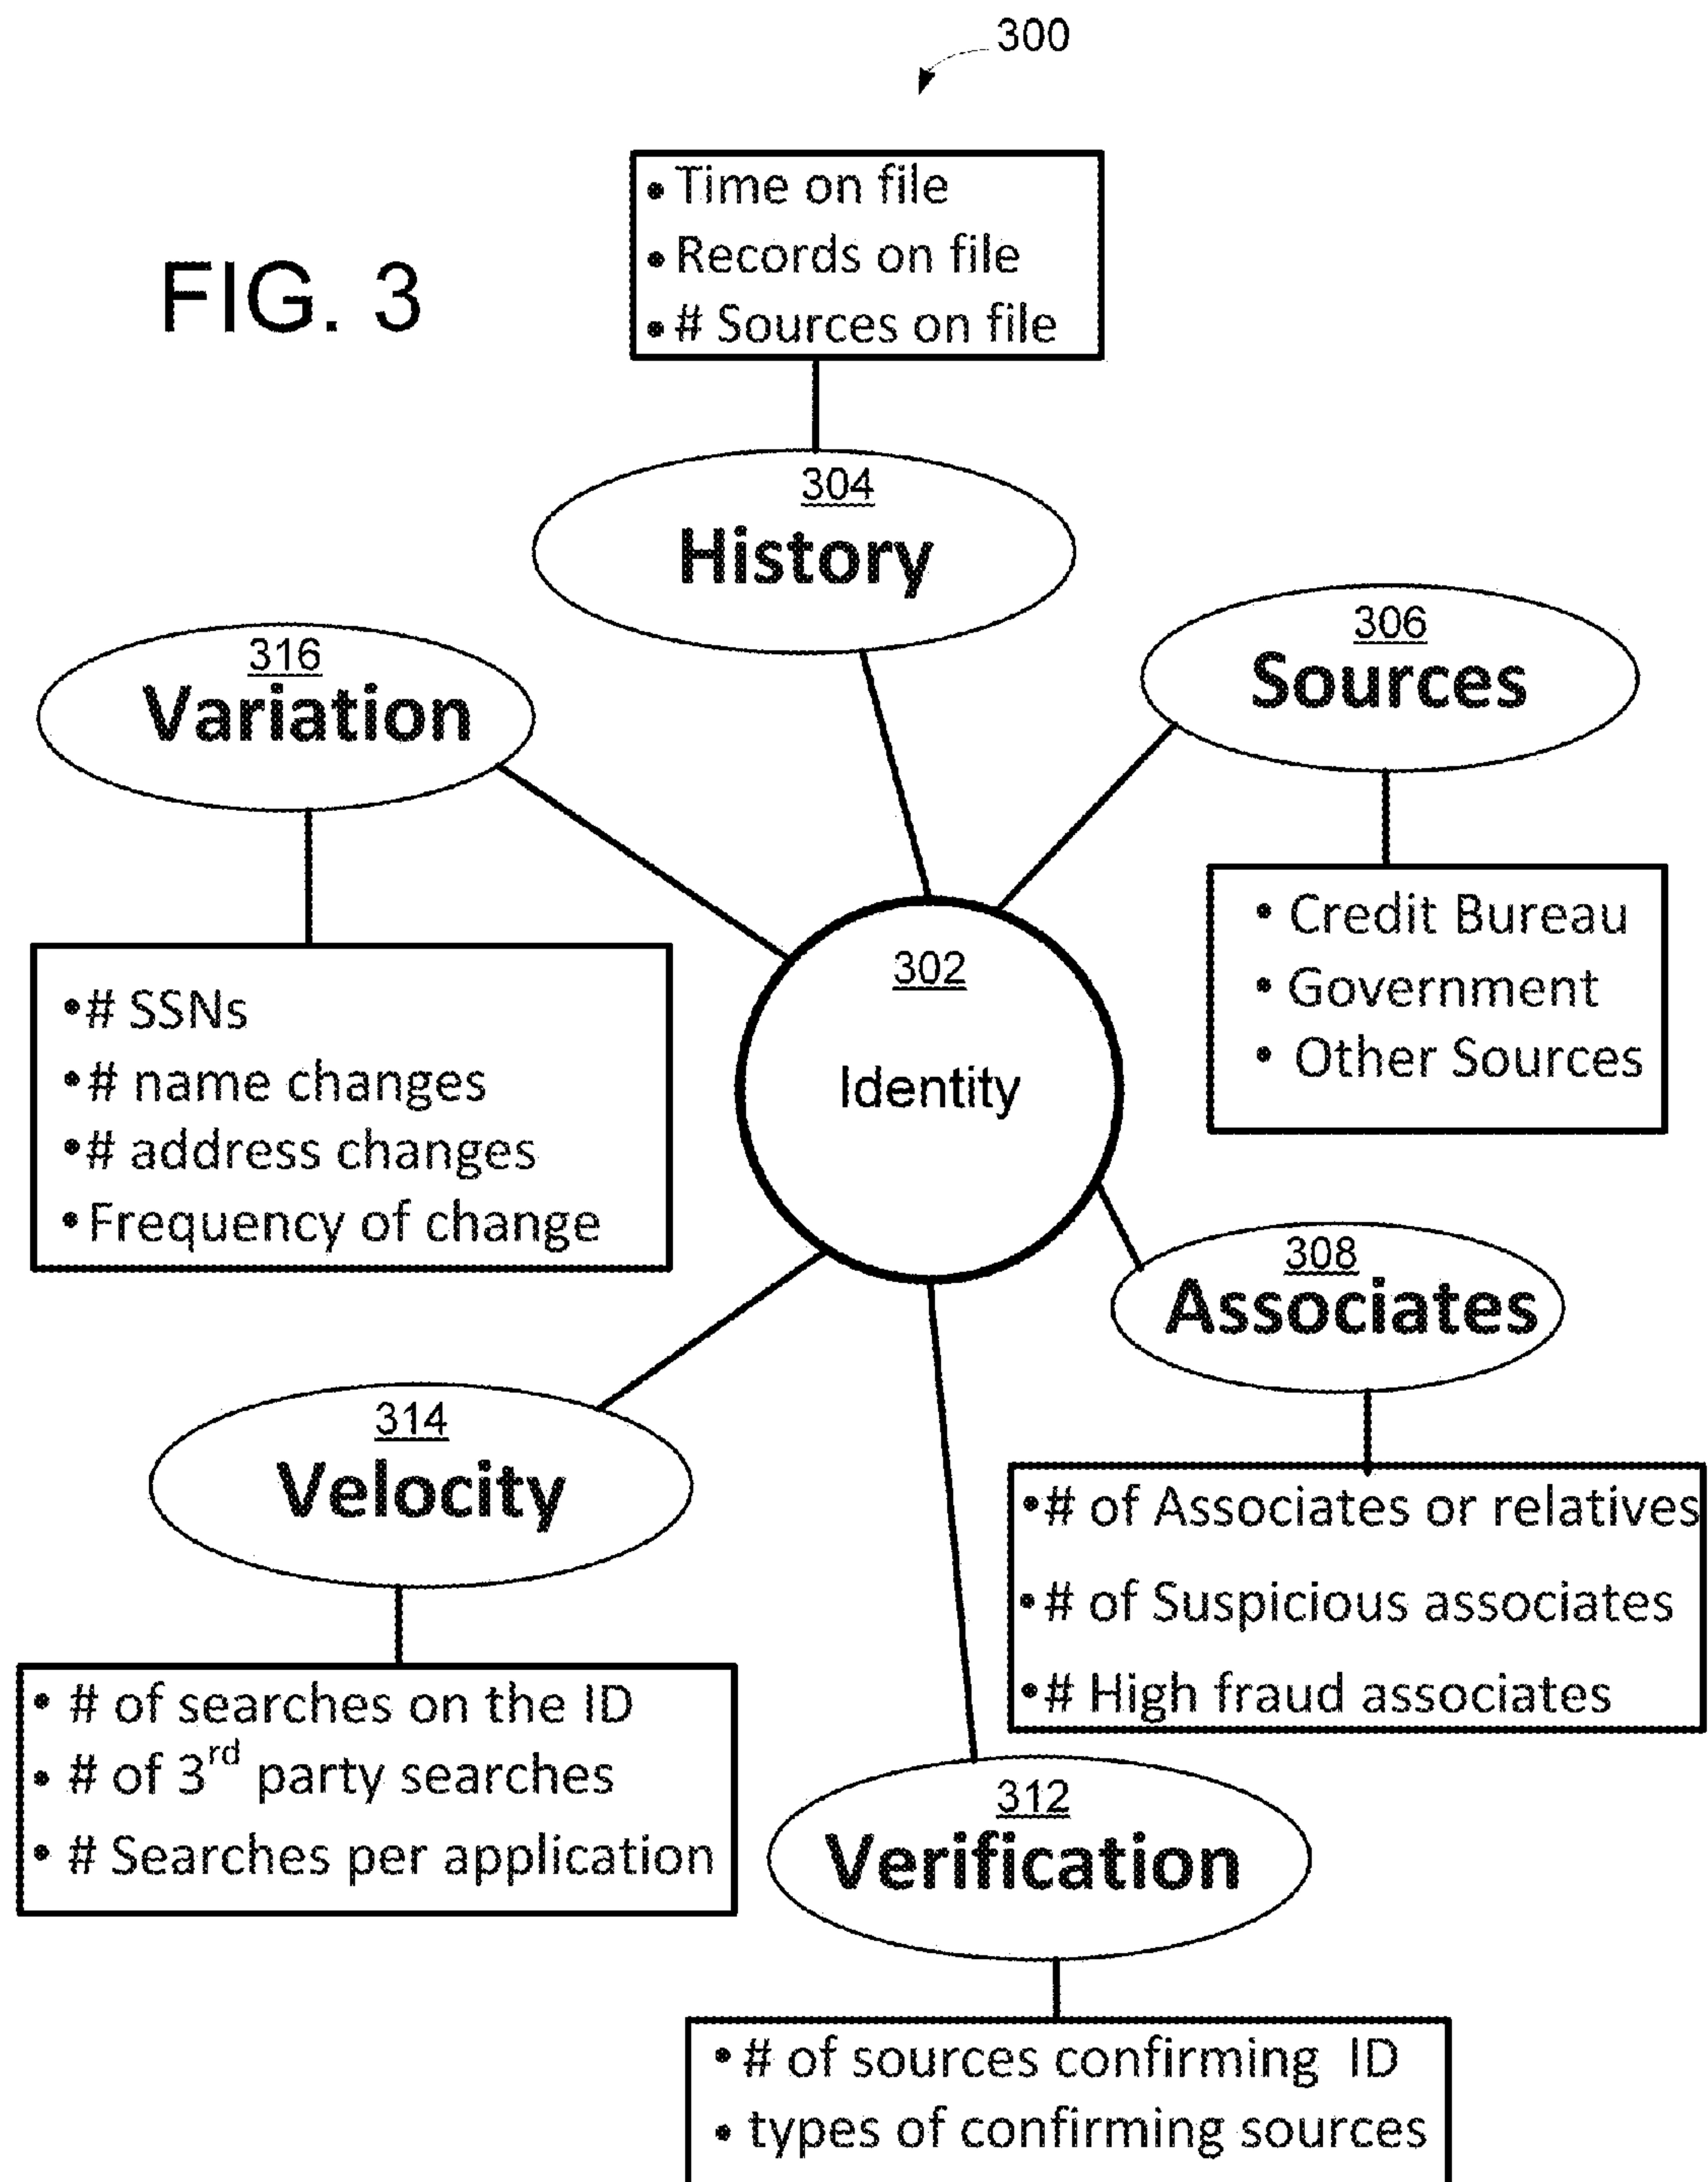 300
FIG. 3
• Time on file
• Records on file
• # Sources on file
304
History
306
Sources
• Credit Bureau
• Government
• Other Sources
316
Variation
• # SSNs
• # name changes
• # address changes
• Frequency of change
302
Identity
308
Associates
• # of Associates or relatives
• # of Suspicious associates
• # High fraud associates
314
Velocity
• # of searches on the ID
• # of 3rd party searches
• # Searches per application
312
Verification
• # of sources confirming ID
• types of confirming sources